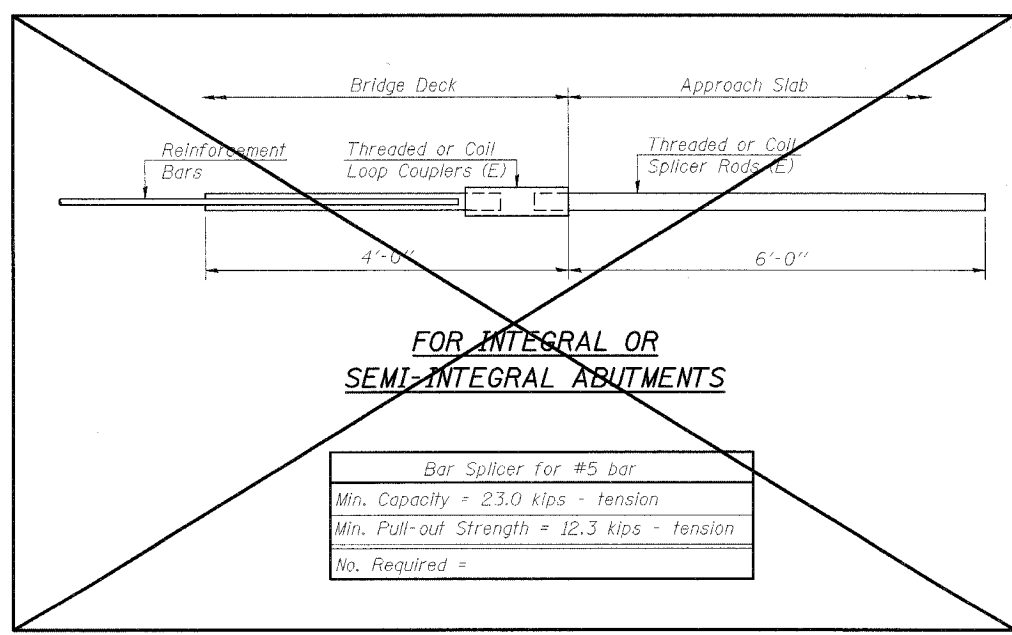 Bridge Deck
Approach Slab
Reinforcement
Bars
Threaded or Coil
Loop Couplers (E)
Threaded or Coil
Splicer Rods (E)
4'-0"
6'-0"
FOR INTEGRAL OR
SEMI-INTEGRAL ABUTMENTS
Bar Splicer for #5 bar
Min. Capacity = 23.0 kips - tension
Min. Pull-out Strength = 12.3 kips - tension
No. Required =